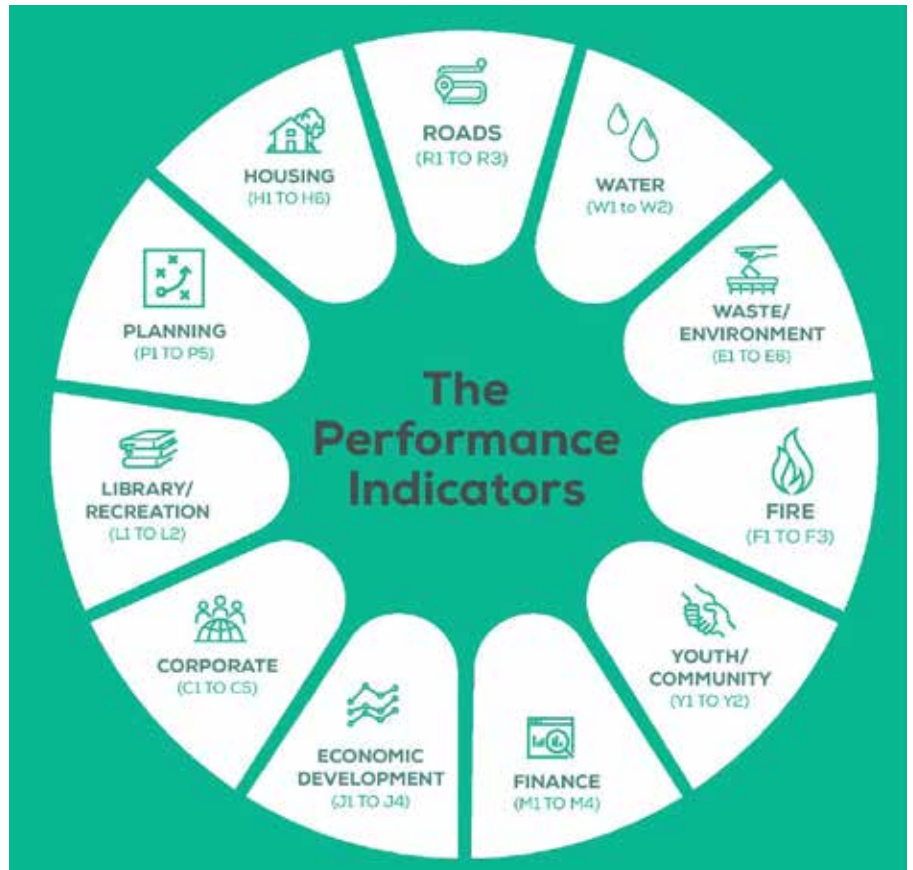 ROADS
(R1 TO R3)
WATER
(W1 to W2)
WASTE/
ENVIRONMENT
(E1 TO E6)
FIRE
(F1 TO F3)
YOUTH/
COMMUNITY
(Y1 TO Y2)
FINANCE
(M1 TO M4)
ECONOMIC
DEVELOPMENT
(J1 TO J4)
CORPORATE
(C1 TO C5)
LIBRARY/
RECREATION
(L1 TO L2)
PLANNING
(P1 TO P5)
HOUSING
(H1 TO H6)
The
Performance
Indicators